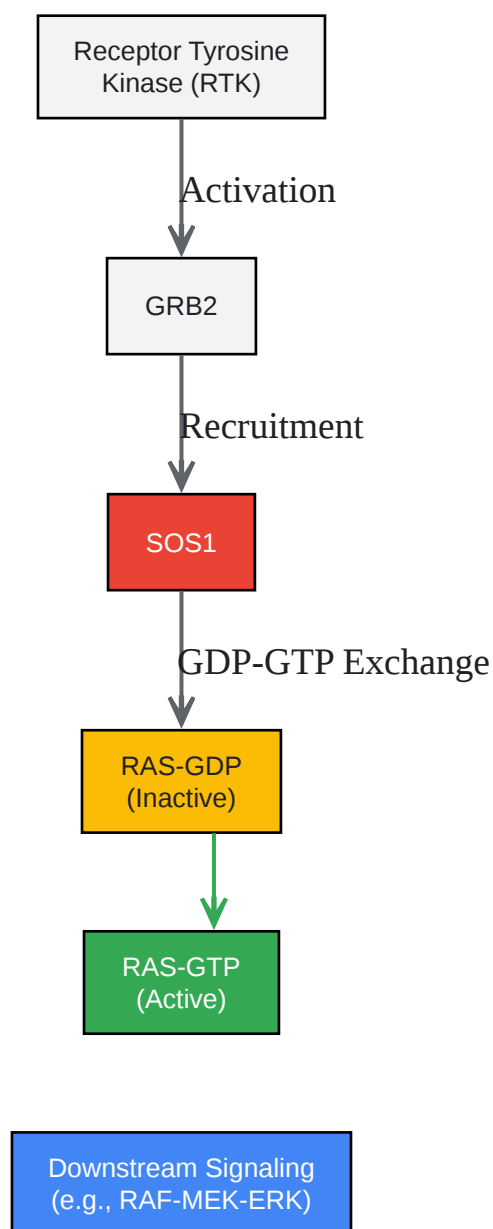 Receptor Tyrosine
Kinase (RTK)
Activation
GRB2
Recruitment
SOS1
GDP-GTP Exchange
RAS-GDP
(Inactive)
RAS-GTP
(Active)
Downstream Signaling
(e.g., RAF-MEK-ERK)